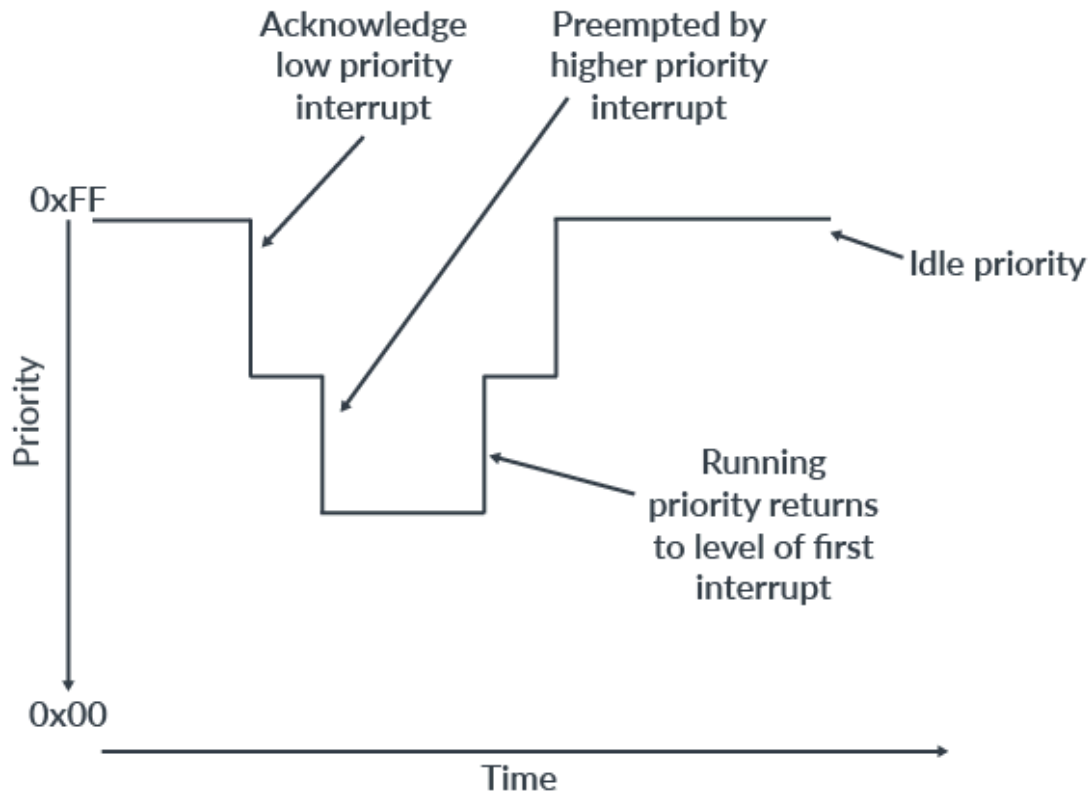 Acknowledge
low priority
interrupt
Preempted by
higher priority
interrupt
0xFF
Idle priority
Priority
Running
priority returns
to level of first
interrupt
0x00
Time